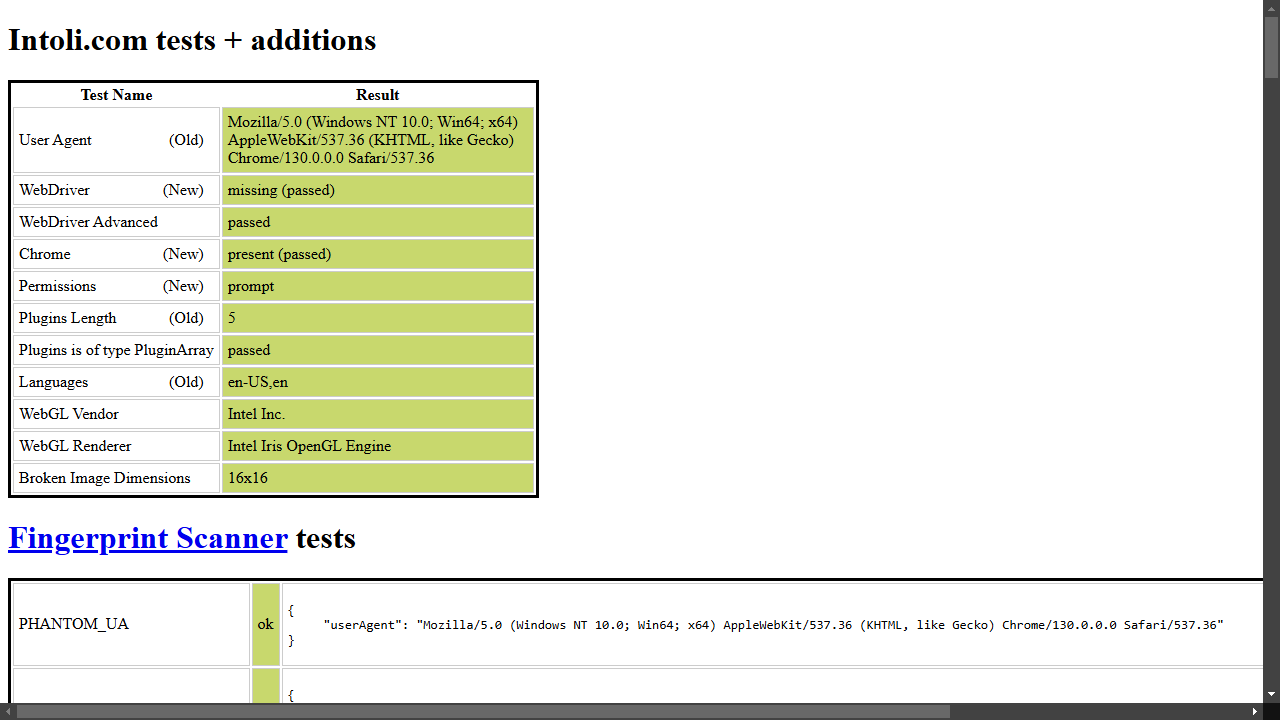 Intoli.com tests + additions
Test Name Result
User Agent (Old) Mozilla/5.0 (Windows NT 10.0; Win64; x64)
AppleWebKit/537.36 (KHTML, like Gecko)
Chrome/130.0.0.0 Safari/537.36
WebDriver (New) missing (passed)
WebDriver Advanced passed
Chrome (New) present (passed)
Permissions (New) prompt
Plugins Length (Old) 5
Plugins is of type PluginArray passed
Languages (Old) en-US,en
WebGL Vendor Intel Inc.
WebGL Renderer Intel Iris OpenGL Engine
Broken Image Dimensions 16x16
Fingerprint Scanner tests
PHANTOM_UA ok {
"userAgent": "Mozilla/5.0 (Windows NT 10.0; Win64; x64) AppleWebKit/537.36 (KHTML, like Gecko) Chrome/130.0.0.0 Safari/537.36"
}
{